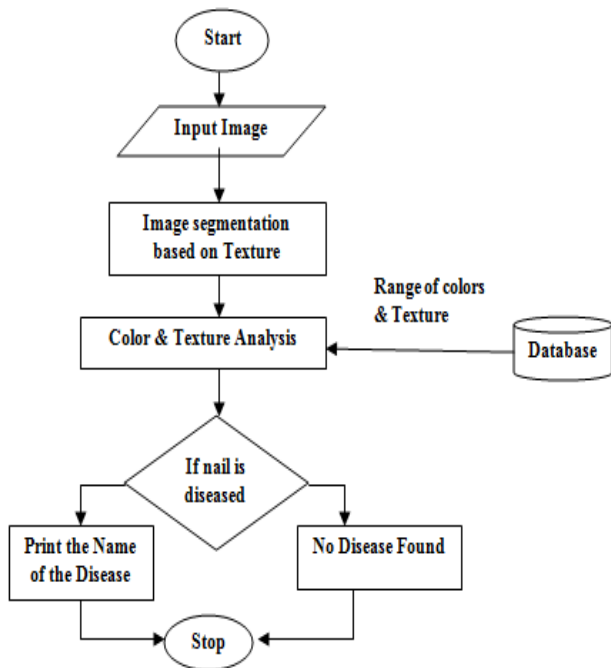 Start
Input Image
Image segmentation
based on Texture
Range of colors
& Texture
Color & Texture Analysis
Database
If nail is
diseased
Print the Name
of the Disease
No Disease Found
Stop